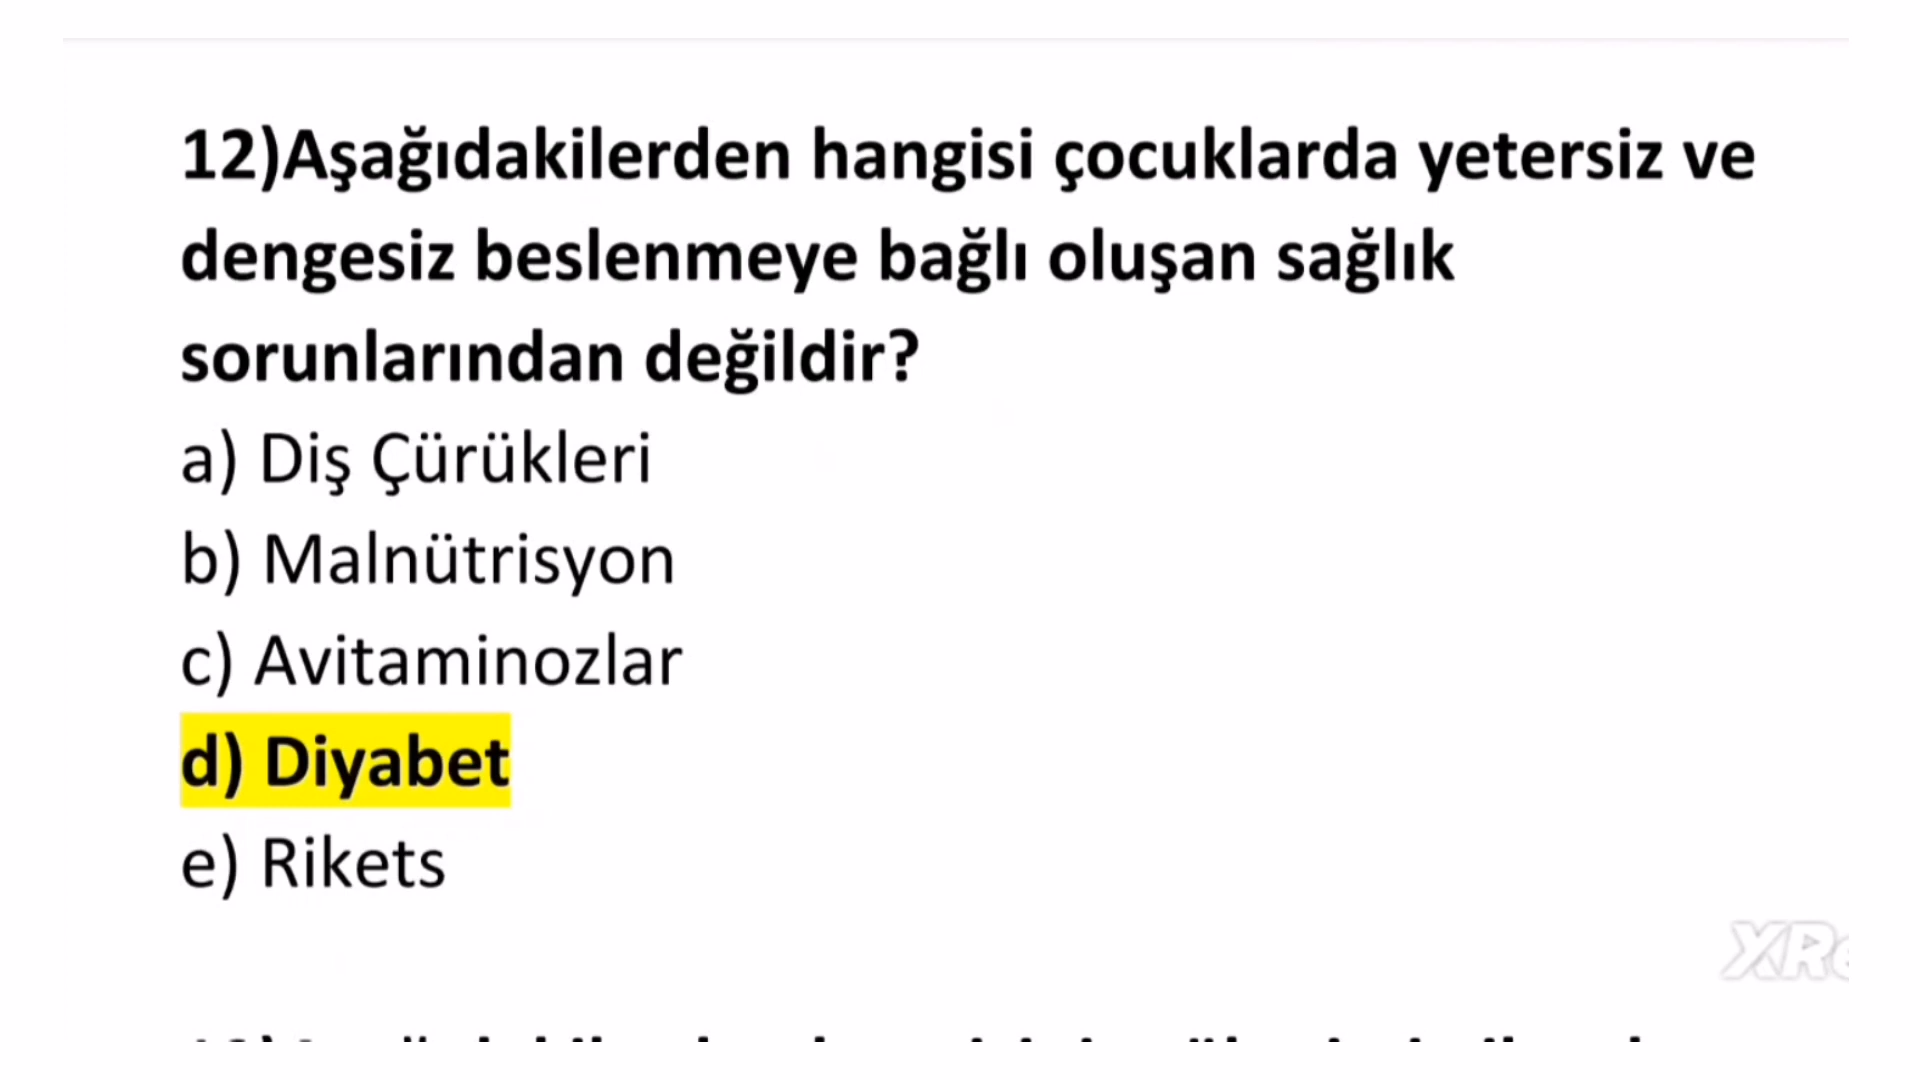 12)Aşağıdakilerden hangisi çocuklarda yetersiz ve
dengesiz beslenmeye bağlı oluşan sağlık
sorunlarından değildir?
a) Diş Çürükleri
b) Malnütrisyon
c) Avitaminozlar
d) Diyabet
e) Rikets